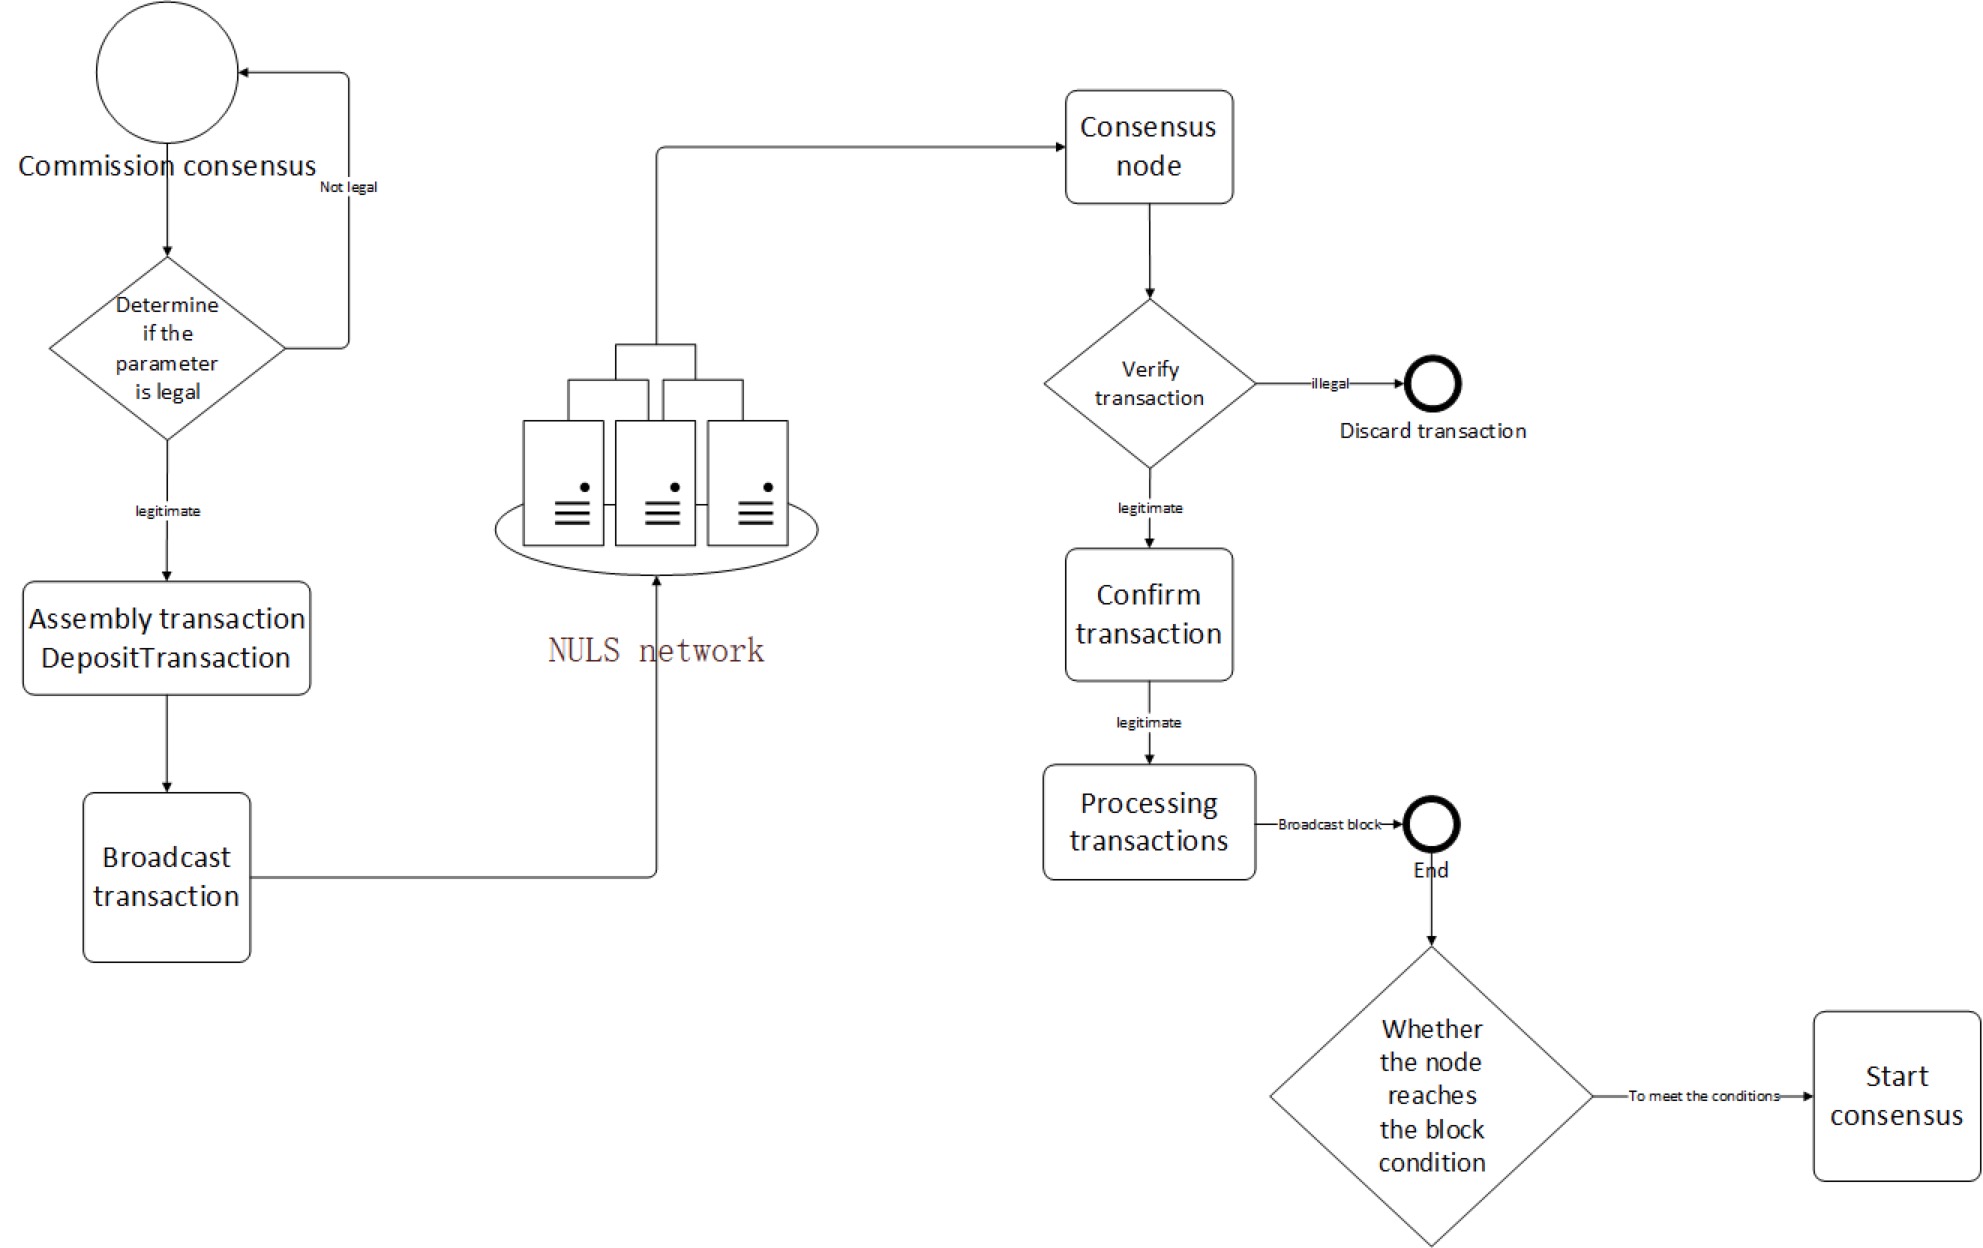 Commission consensus
Not legal
Determine
if the
parameter
is legal
legitimate
Assembly transaction
DepositTransaction
Broadcast
transaction
NULS network
Consensus
node
Verify
transaction
illegal
Discard transaction
legitimate
Confirm
transaction
legitimate
Processing
transactions
Broadcast block
End
Whether
the node
reaches
the block
condition
To meet the conditions
Start
consensus